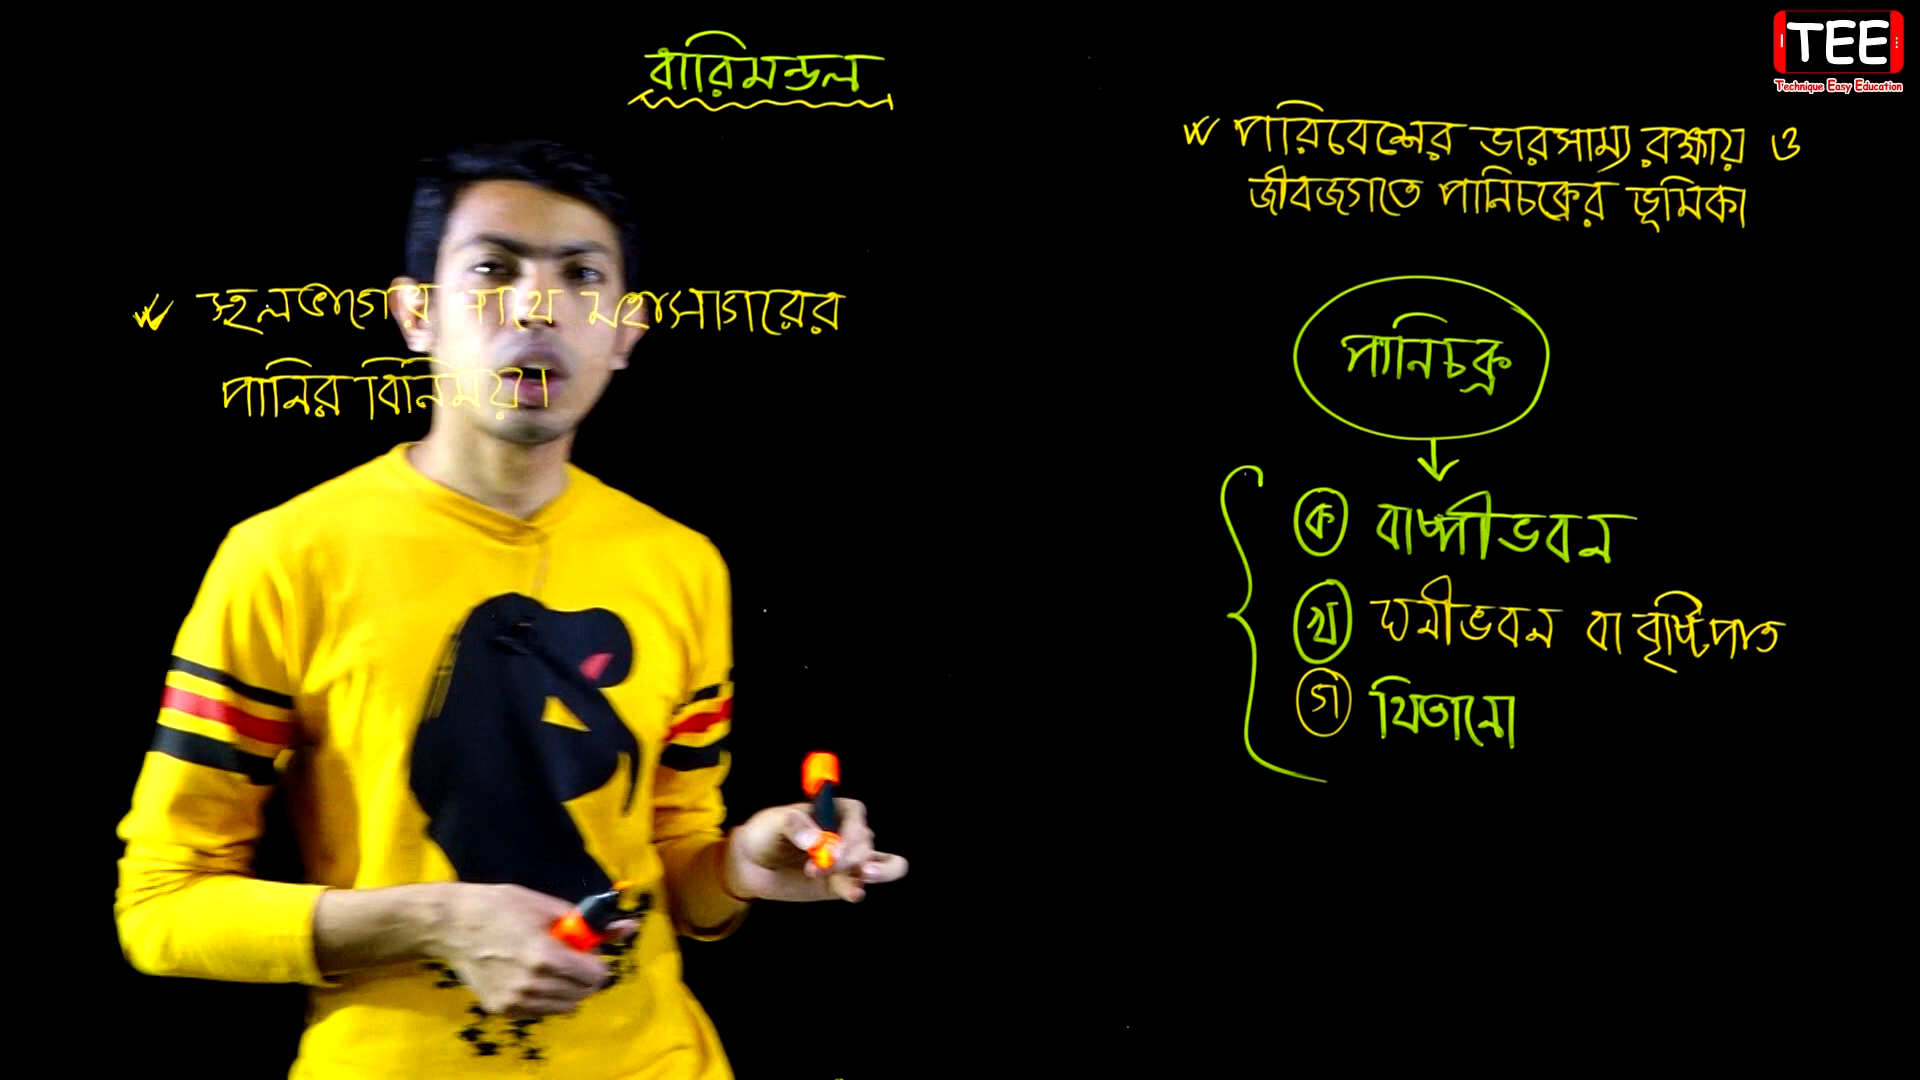 বারিমন্ডল
স্থলভাগের সাথে মহাসাগরের
পানির বিনিময়।
পরিবেশের ভারসাম্য রক্ষায় ও
জীবজগতে পানিচক্রের ভূমিকা
পানিচক্র
ক বাষ্পীভবন
খ ঘনীভবন বা বৃষ্টিপাত
গ থিতানো
TEE
Technique Easy Education